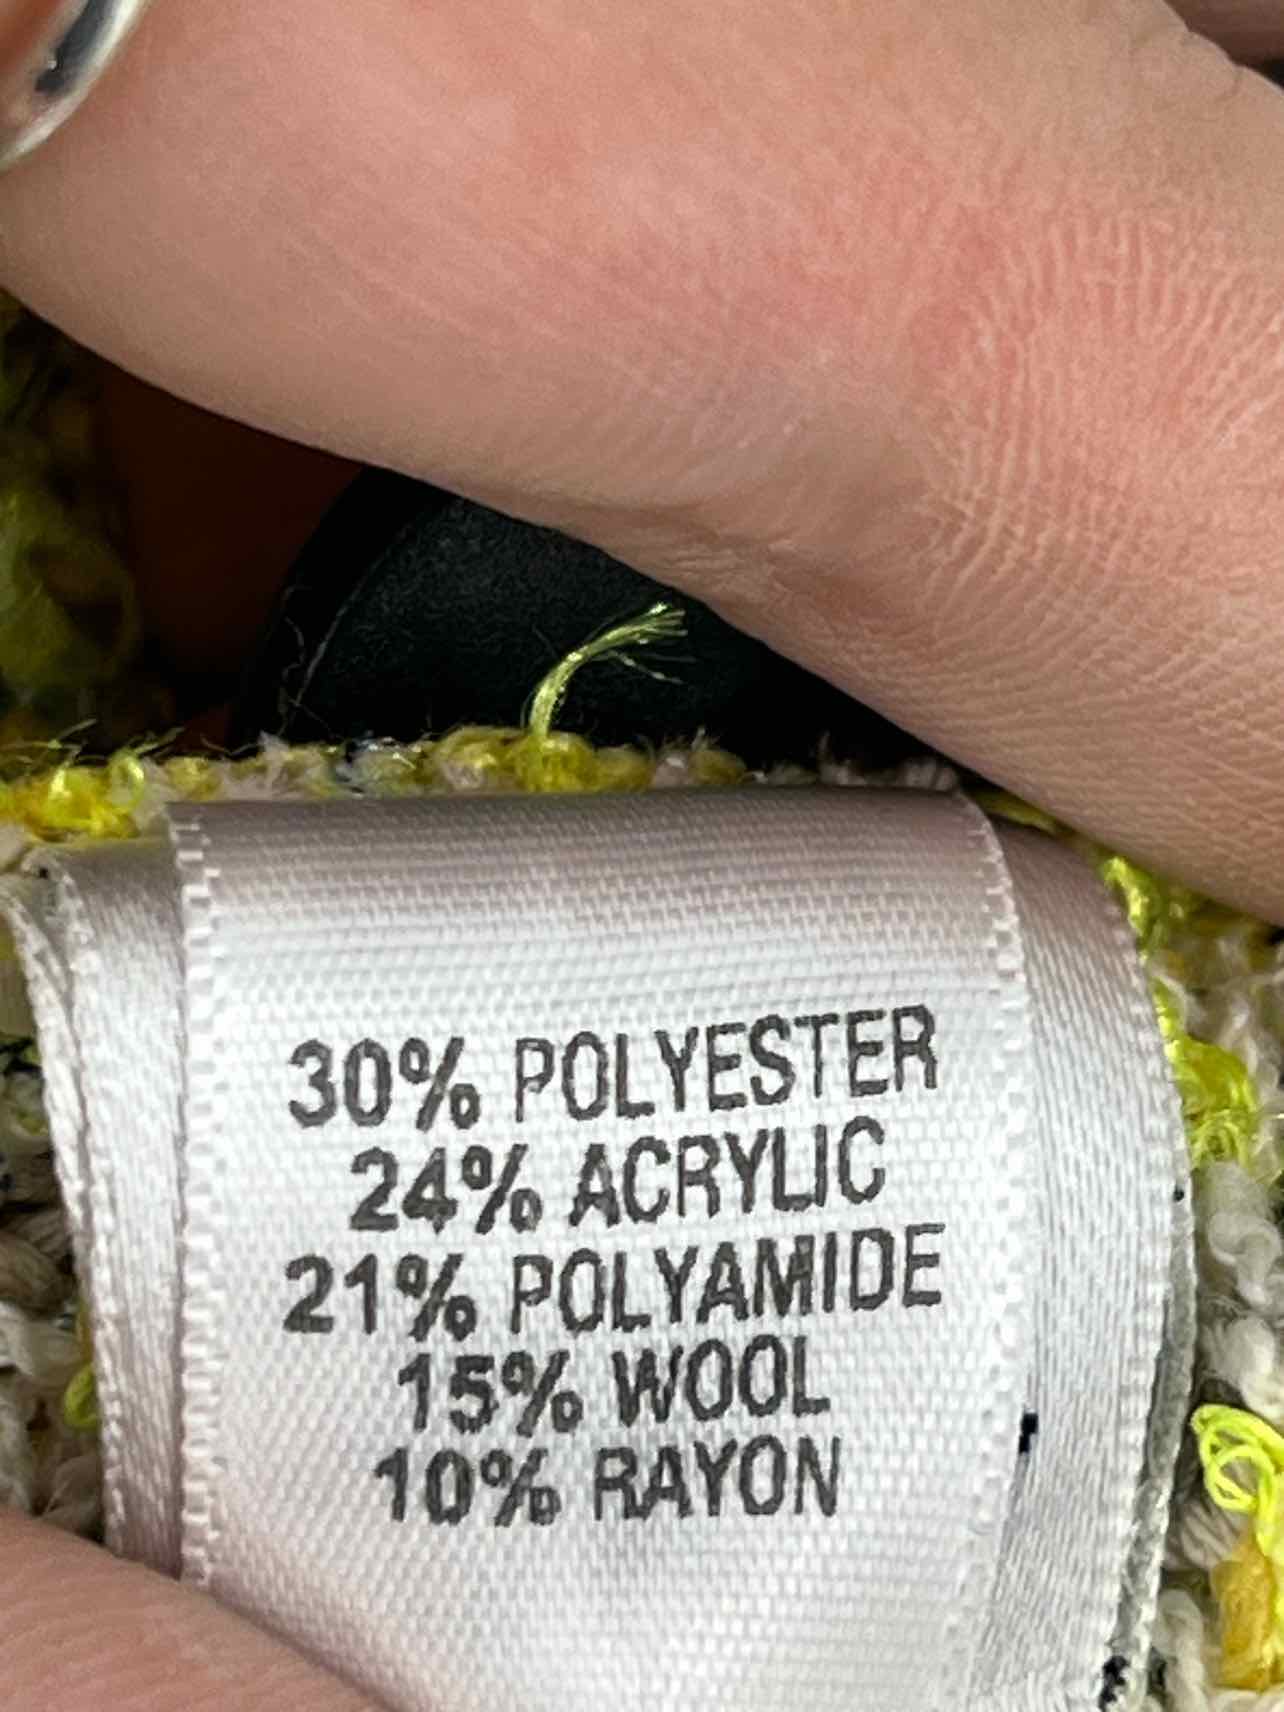 30% POLYESTER
24% ACRYLIC
21% POLYAMIDE
15% WOOL
10% RAYON